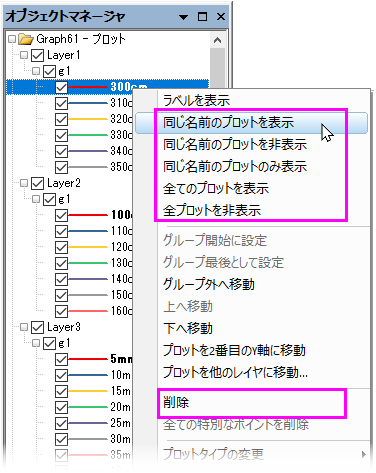 オブジェクトマネージャ
Graph61 - プロット
Layer1
g1
300cm
310c
320c
330c
340c
350c
Layer2
g1
100c
110c
120c
130c
140c
150c
160c
Layer3
g1
5mm
10m
15m
20m
25m
30m
35m
ラベルを表示
同じ名前のプロットを表示
同じ名前のプロットを非表示
同じ名前のプロットのみ表示
全てのプロットを表示
全プロットを非表示
グループ開始に設定
グループ最後として設定
グループ外へ移動
上へ移動
下へ移動
プロットを2番目のY軸に移動
プロットを他のレイヤに移動...
削除
全ての特別なポイントを削除
プロットタイプの変更